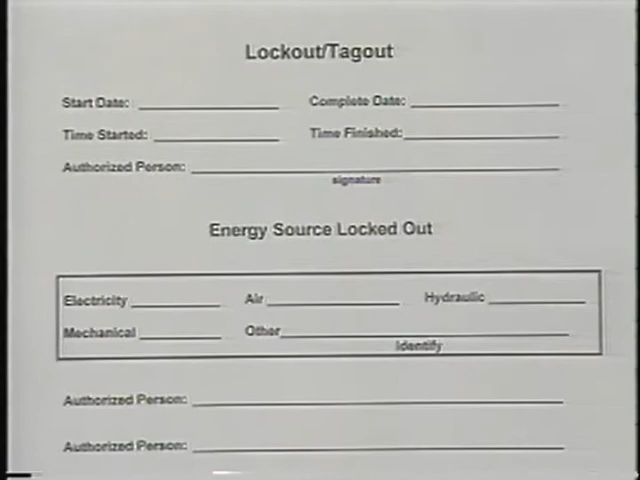 Lockout/Tagout
Start Date: Complete Date:
Time Started: Time Finished:
Authorized Person:
signature
Energy Source Locked Out
Electricity Air Hydraulic
Mechanical Other
Identify
Authorized Person:
Authorized Person: